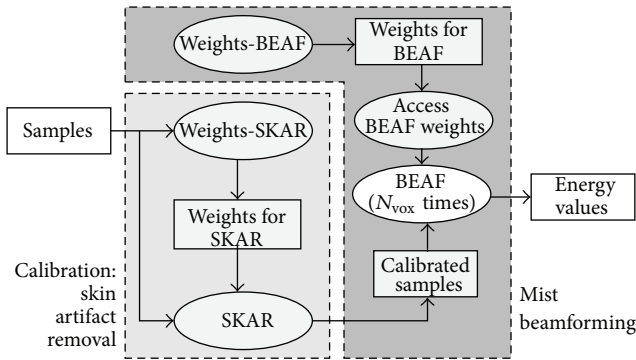 Weights-BEAF
Weights for
BEAF
Access
BEAF weights
Samples
Weights-SKAR
BEAF
(Nvox times)
Energy
values
Weights for
SKAR
Calibrated
samples
Calibration:
skin
artifact
removal
SKAR
Mist
beamforming